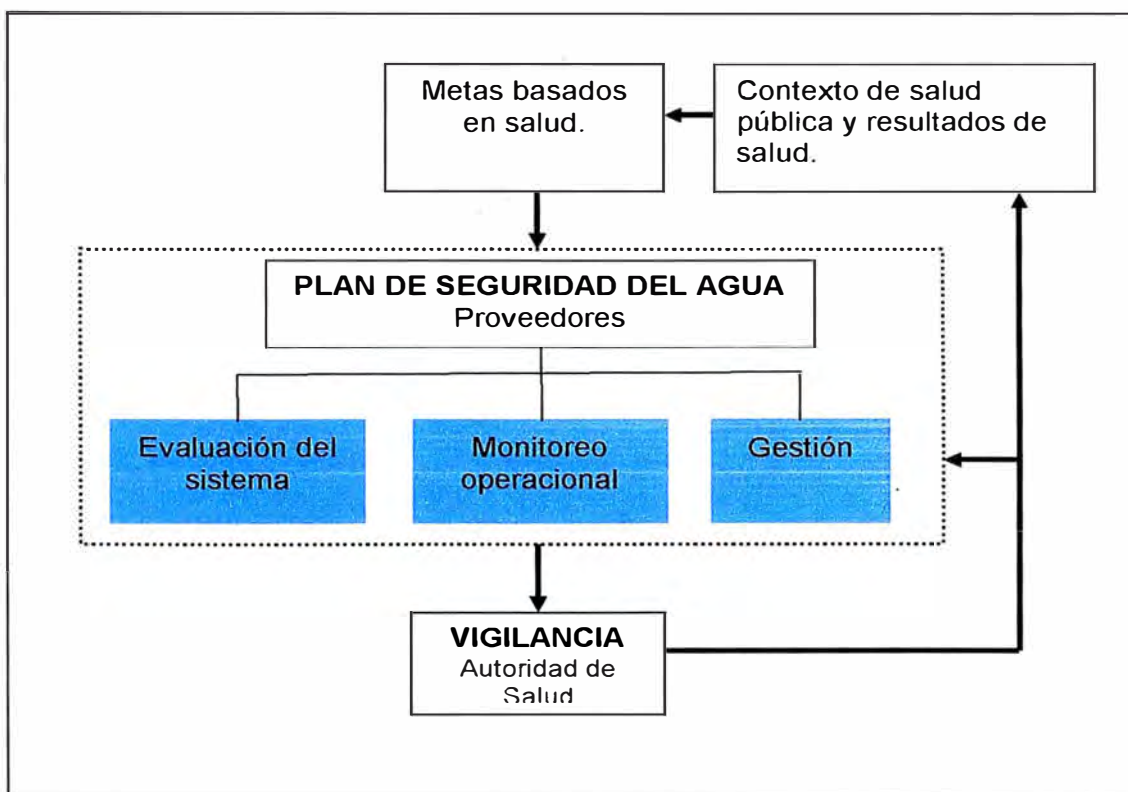 Metas basados
en salud.
Contexto de salud
pública y resultados de
salud.
PLAN DE SEGURIDAD DEL AGUA
Proveedores
Evaluación del
sistema
Monitoreo
operacional
Gestión
VIGILANCIA
Autoridad de
Salud